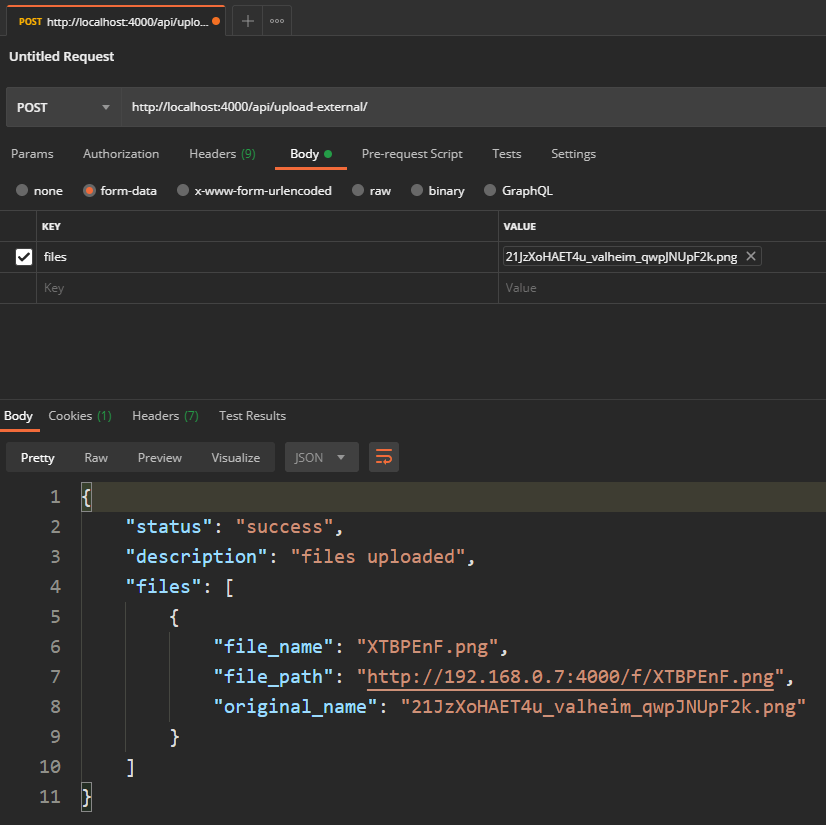 POST http://localhost:4000/api/uplo...
Untitled Request
POST http://localhost:4000/api/upload-external/
Params Authorization Headers (9) Body Pre-request Script Tests Settings
none form-data x-www-form-urlencoded raw binary GraphQL
KEY VALUE
files 21JzXoHAET4u_valheim_qwpJNUpF2k.png
Key Value
Body Cookies (1) Headers (7) Test Results
Pretty Raw Preview Visualize JSON
1 {
2 "status": "success",
3 "description": "files uploaded",
4 "files": [
5 {
6 "file_name": "XTBPEnF.png",
7 "file_path": "http://192.168.0.7:4000/f/XTBPEnF.png",
8 "original_name": "21JzXoHAET4u_valheim_qwpJNUpF2k.png"
9 }
10 ]
11 }